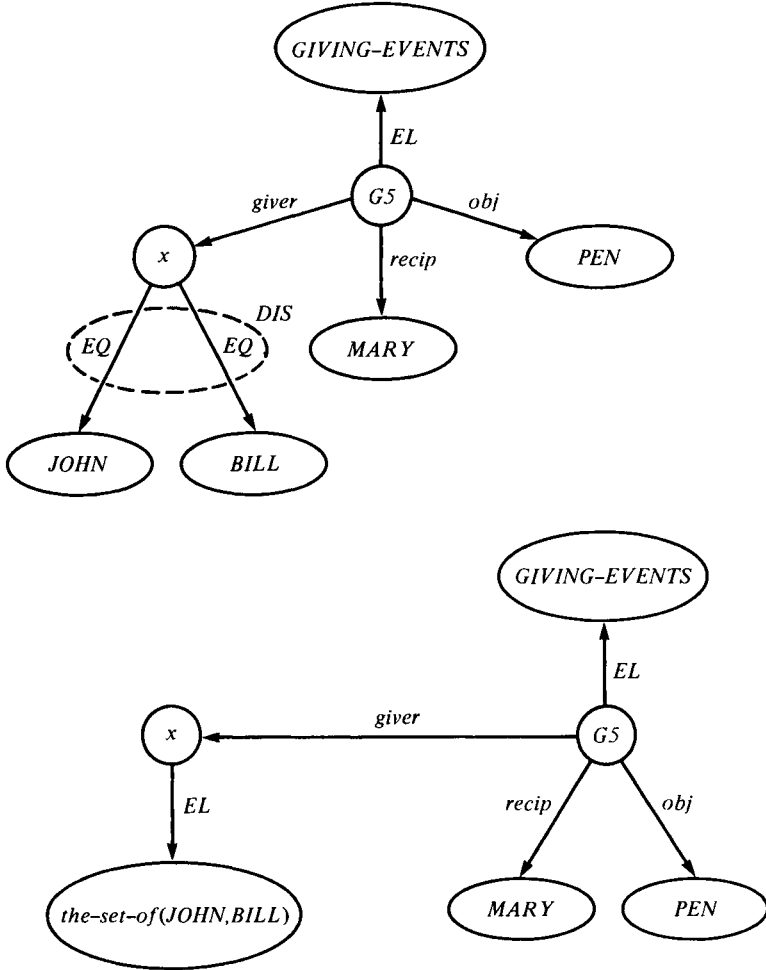 GIVING–EVENTS
EL
G5
giver
obj
x
recip
PEN
DIS
EQ
EQ
MARY
JOHN
BILL
GIVING–EVENTS
EL
x
giver
G5
EL
recip
obj
the–set–of(JOHN,BILL)
MARY
PEN